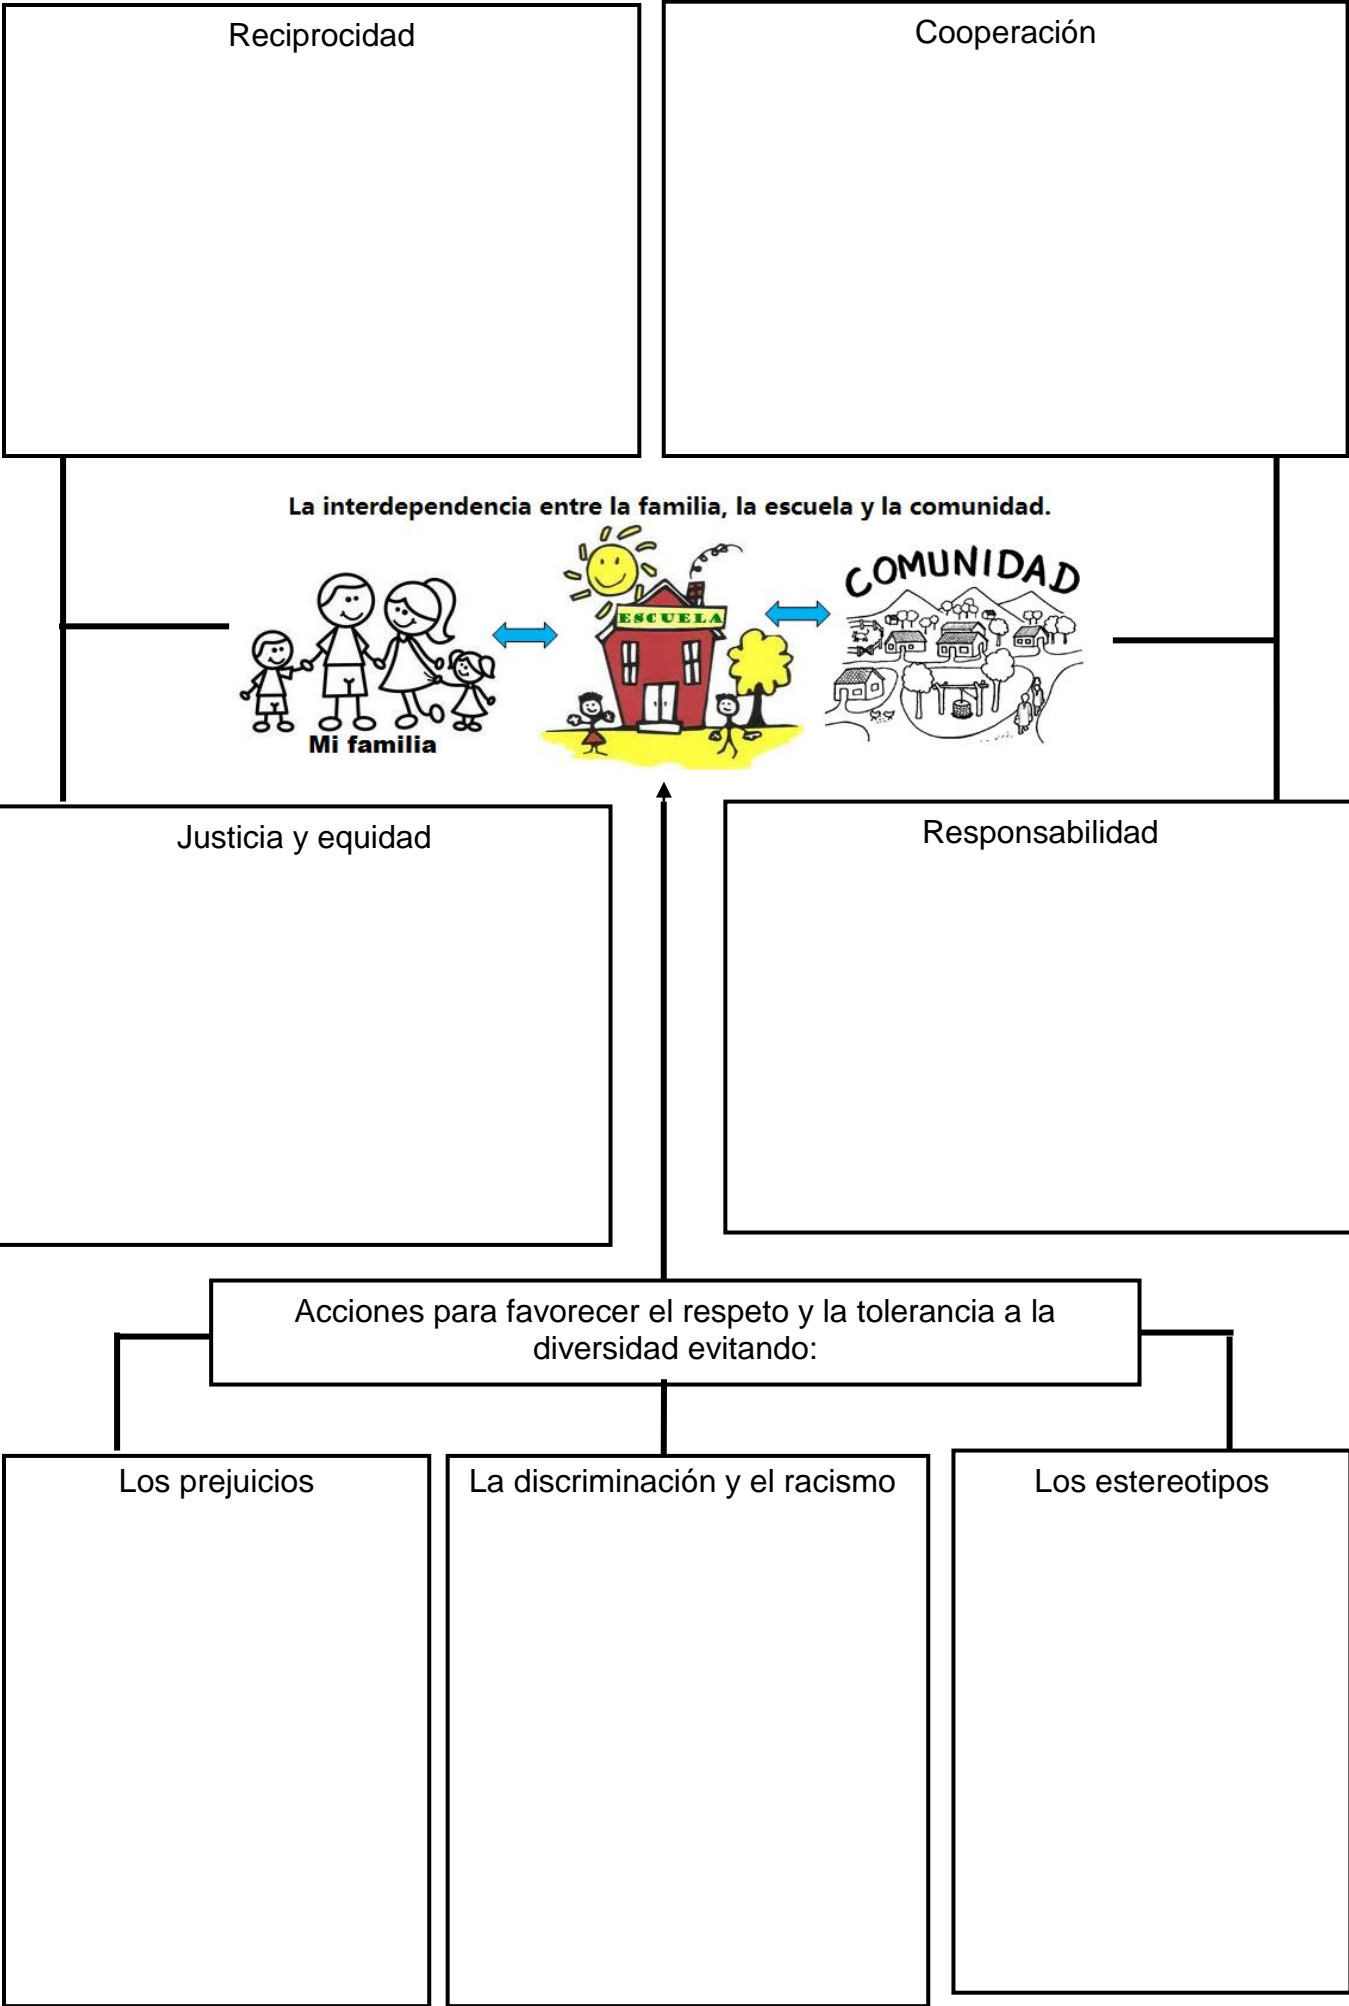 Reciprocidad
Cooperación
La interdependencia entre la familia, la escuela y la comunidad.
ESCUELA
COMUNIDAD
Mi familia
Justicia y equidad
Responsabilidad
Acciones para favorecer el respeto y la tolerancia a la
diversidad evitando:
Los prejuicios
La discriminación y el racismo
Los estereotipos